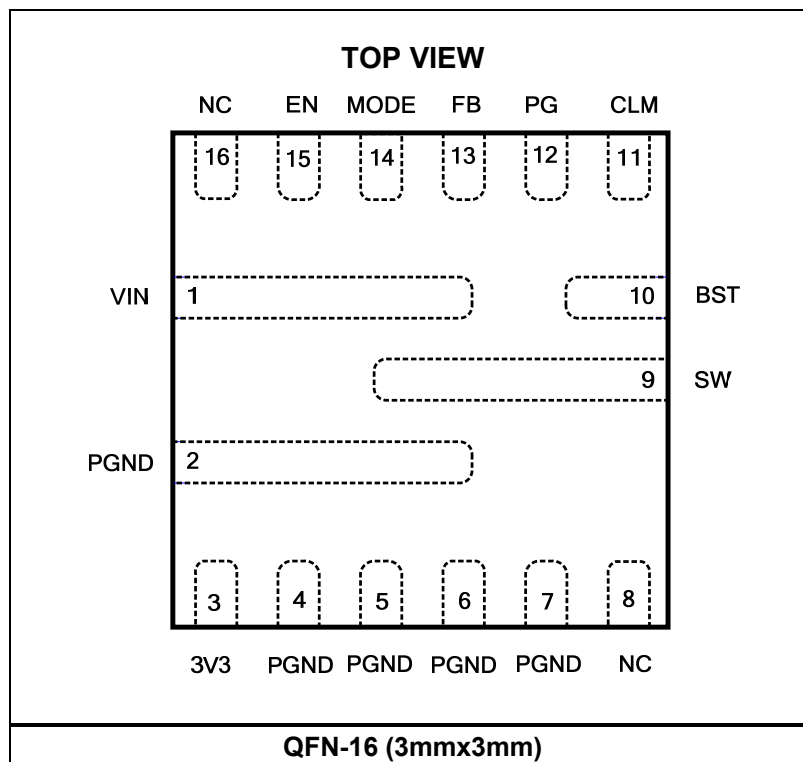 TOP VIEW
NC EN MODE FB PG CLM
16 15 14 13 12 11
VIN 1 10 BST
9 SW
PGND 2
3 4 5 6 7 8
3V3 PGND PGND PGND PGND NC
QFN-16 (3mmx3mm)